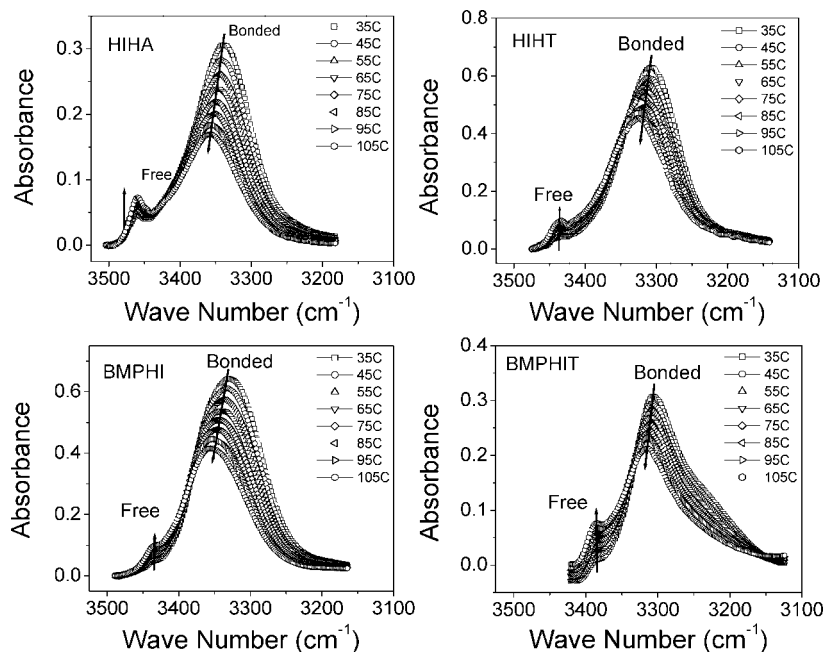 HIHA
Bonded
Free
35C
45C
55C
65C
75C
85C
95C
105C
0.3
0.2
0.1
0.0
Absorbance
3500 3400 3300 3200 3100
Wave Number (cm⁻¹)
HIHT
Bonded
Free
35C
45C
55C
65C
75C
85C
95C
105C
0.8
0.6
0.4
0.2
0.0
Absorbance
3500 3400 3300 3200 3100
Wave Number (cm⁻¹)
BMPHI
Bonded
Free
35C
45C
55C
65C
75C
85C
95C
105C
0.6
0.4
0.2
0.0
Absorbance
3500 3400 3300 3200 3100
Wave Number (cm⁻¹)
BMPHIT
Bonded
Free
35C
45C
55C
65C
75C
85C
95C
105C
0.4
0.3
0.2
0.1
0.0
Absorbance
3500 3400 3300 3200 3100
Wave Number (cm⁻¹)